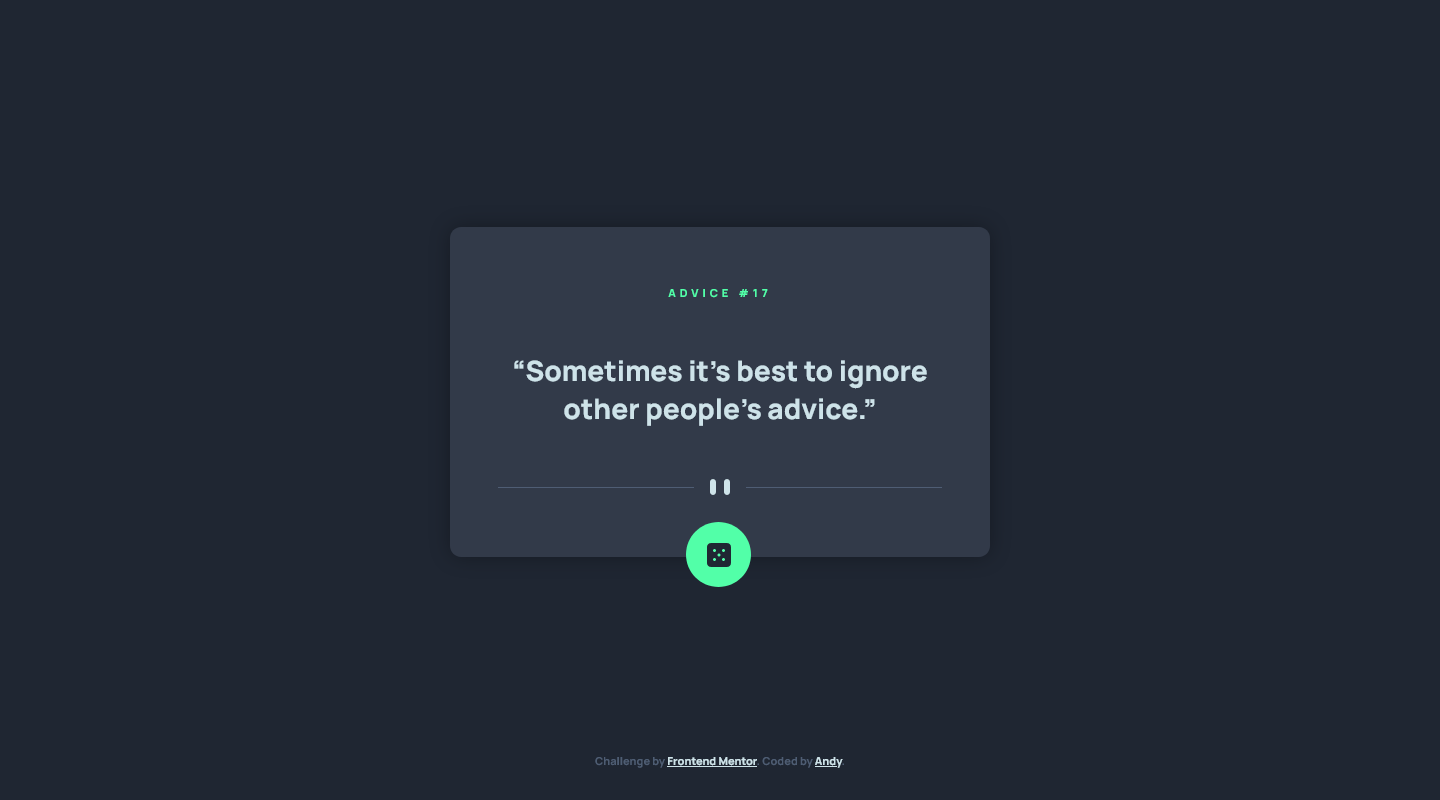 ADVICE #17
“Sometimes it’s best to ignore
other people’s advice.”
Challenge by Frontend Mentor. Coded by Andy.